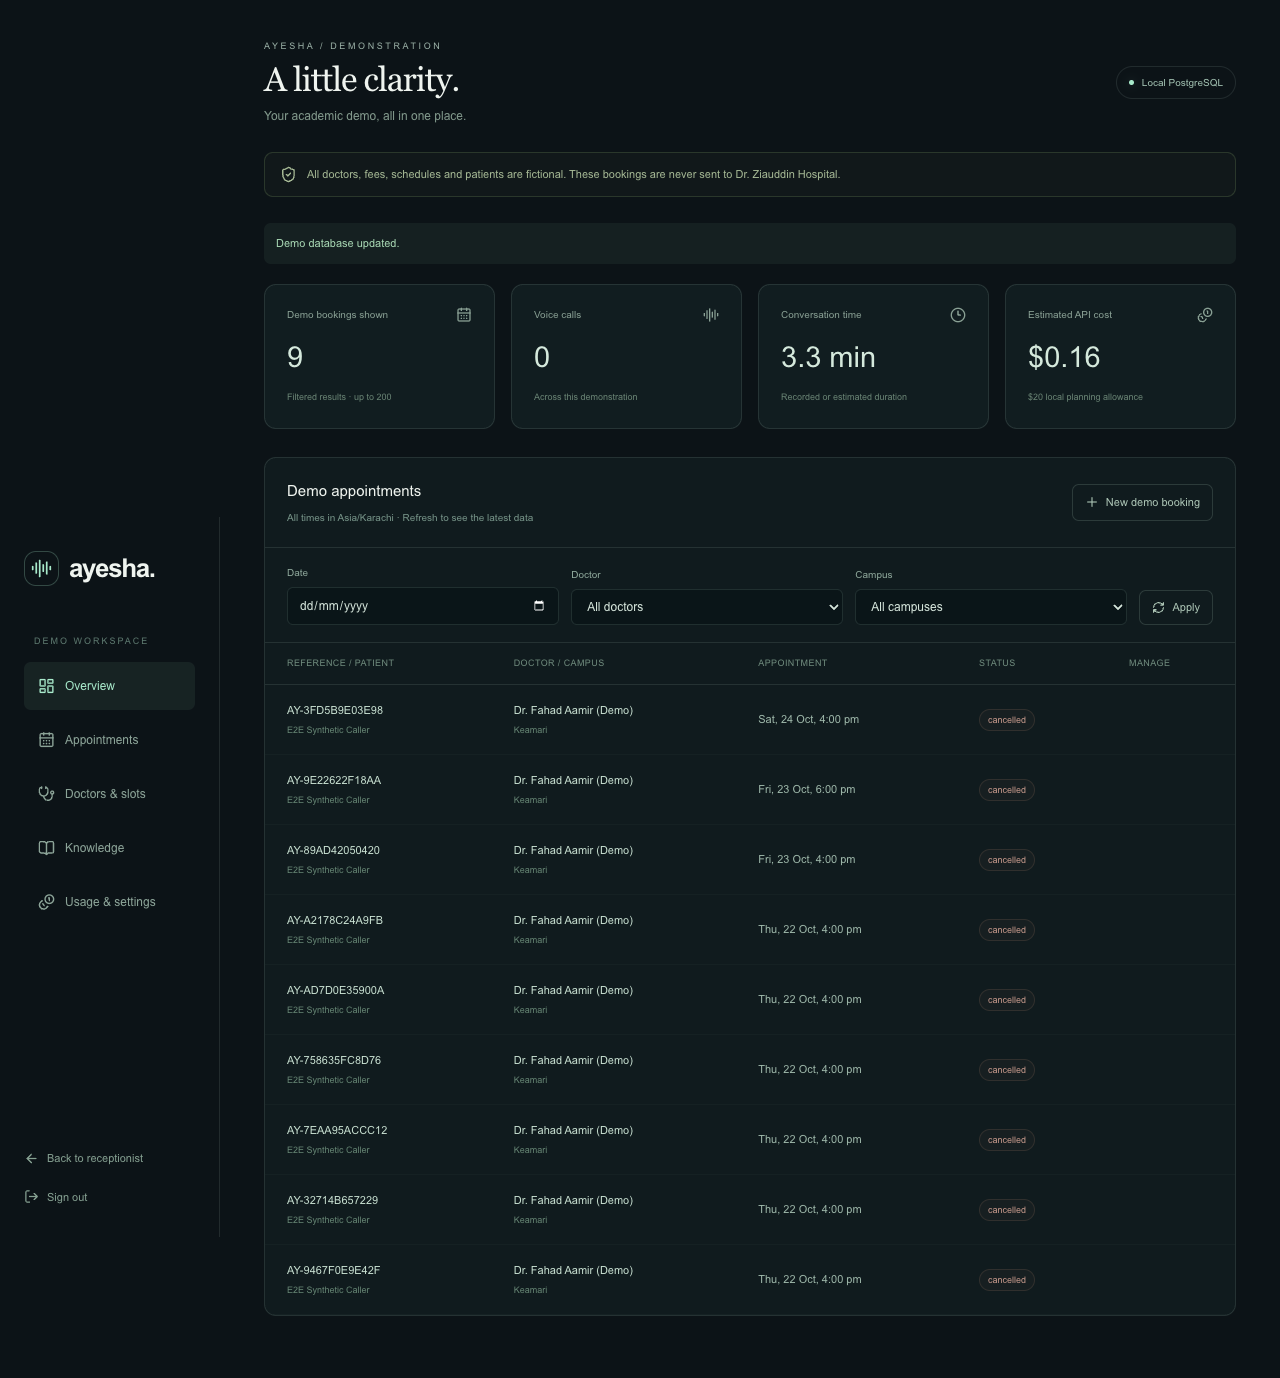 AYESHA / DEMONSTRATION
A little clarity.
Your academic demo, all in one place.
Local PostgreSQL
All doctors, fees, schedules and patients are fictional. These bookings are never sent to Dr. Ziauddin Hospital.
Demo database updated.
Demo bookings shown
9
Filtered results · up to 200
Voice calls
0
Across this demonstration
Conversation time
3.3 min
Recorded or estimated duration
Estimated API cost
$0.16
$20 local planning allowance
ayesha.
DEMO WORKSPACE
Overview
Appointments
Doctors & slots
Knowledge
Usage & settings
Back to receptionist
Sign out
Demo appointments
All times in Asia/Karachi · Refresh to see the latest data
New demo booking
Date
dd/mm/yyyy
Doctor
All doctors
Campus
All campuses
Apply
REFERENCE / PATIENT DOCTOR / CAMPUS APPOINTMENT STATUS MANAGE
AY-3FD5B9E03E98 Dr. Fahad Aamir (Demo) Sat, 24 Oct, 4:00 pm cancelled
E2E Synthetic Caller Keamari
AY-9E22622F18AA Dr. Fahad Aamir (Demo) Fri, 23 Oct, 6:00 pm cancelled
E2E Synthetic Caller Keamari
AY-89AD42050420 Dr. Fahad Aamir (Demo) Fri, 23 Oct, 4:00 pm cancelled
E2E Synthetic Caller Keamari
AY-A2178C24A9FB Dr. Fahad Aamir (Demo) Thu, 22 Oct, 4:00 pm cancelled
E2E Synthetic Caller Keamari
AY-AD7D0E35900A Dr. Fahad Aamir (Demo) Thu, 22 Oct, 4:00 pm cancelled
E2E Synthetic Caller Keamari
AY-758635FC8D76 Dr. Fahad Aamir (Demo) Thu, 22 Oct, 4:00 pm cancelled
E2E Synthetic Caller Keamari
AY-7EAA95ACCC12 Dr. Fahad Aamir (Demo) Thu, 22 Oct, 4:00 pm cancelled
E2E Synthetic Caller Keamari
AY-32714B657229 Dr. Fahad Aamir (Demo) Thu, 22 Oct, 4:00 pm cancelled
E2E Synthetic Caller Keamari
AY-9467F0E9E42F Dr. Fahad Aamir (Demo) Thu, 22 Oct, 4:00 pm cancelled
E2E Synthetic Caller Keamari